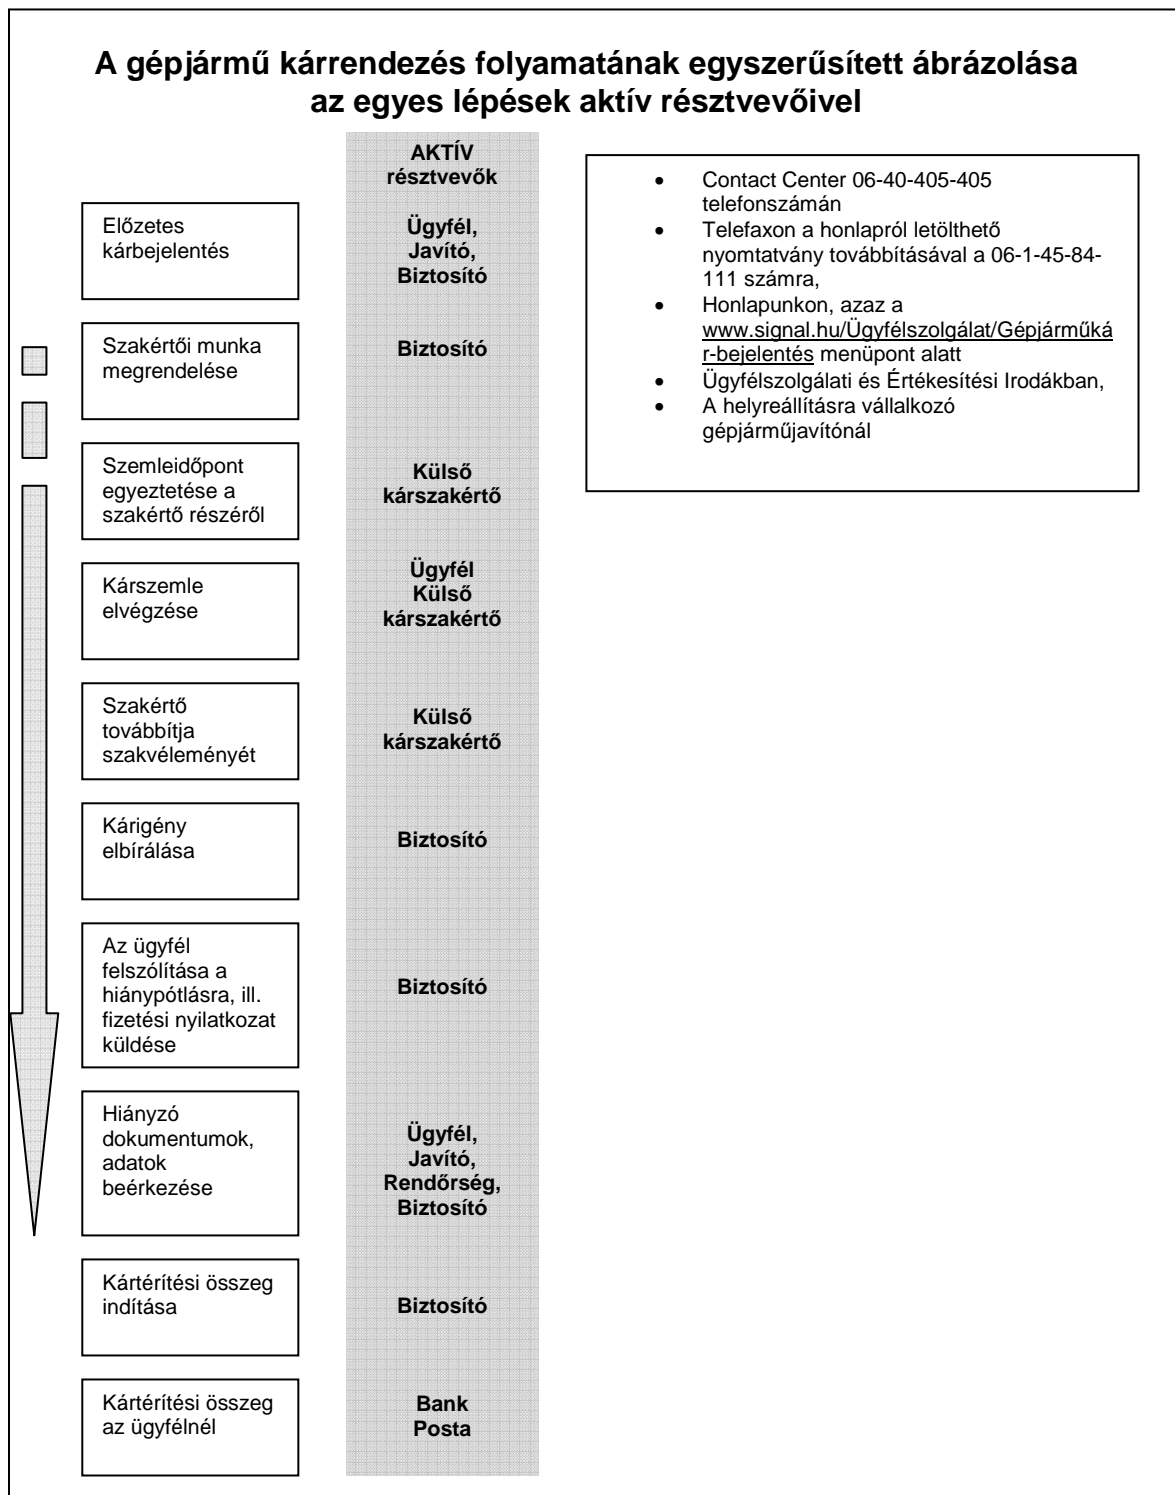 A gépjármű kárrendezés folyamatának egyszerűsített ábrázolása
az egyes lépések aktív résztvevőivel
AKTÍV
résztvevők
Előzetes
kárbejelentés
Ügyfél,
Javító,
Biztosító
• Contact Center 06-40-405-405
telefonszámán
• Telefaxon a honlapról letölthető
nyomtatvány továbbításával a 06-1-45-84-
111 számra,
• Honlapunkon, azaz a
www.signal.hu/Ügyfélszolgálat/Gépjárműká
r-bejelentés menüpont alatt
• Ügyfélszolgálati és Értékesítési Irodákban,
• A helyreállításra vállalkozó
gépjárműjavítónál
Szakértői munka
megrendelése
Biztosító
Szemleidőpont
egyeztetése a
szakértő részéről
Külső
kárszakértő
Kárszemle
elvégzése
Ügyfél
Külső
kárszakértő
Szakértő
továbbítja
szakvéleményét
Külső
kárszakértő
Kárigény
elbírálása
Biztosító
Az ügyfél
felszólítása a
hiánypótlásra, ill.
fizetési nyilatkozat
küldése
Biztosító
Hiányzó
dokumentumok,
adatok
beérkezése
Ügyfél,
Javító,
Rendőrség,
Biztosító
Kártérítési összeg
indítása
Biztosító
Kártérítési összeg
az ügyfélnél
Bank
Posta